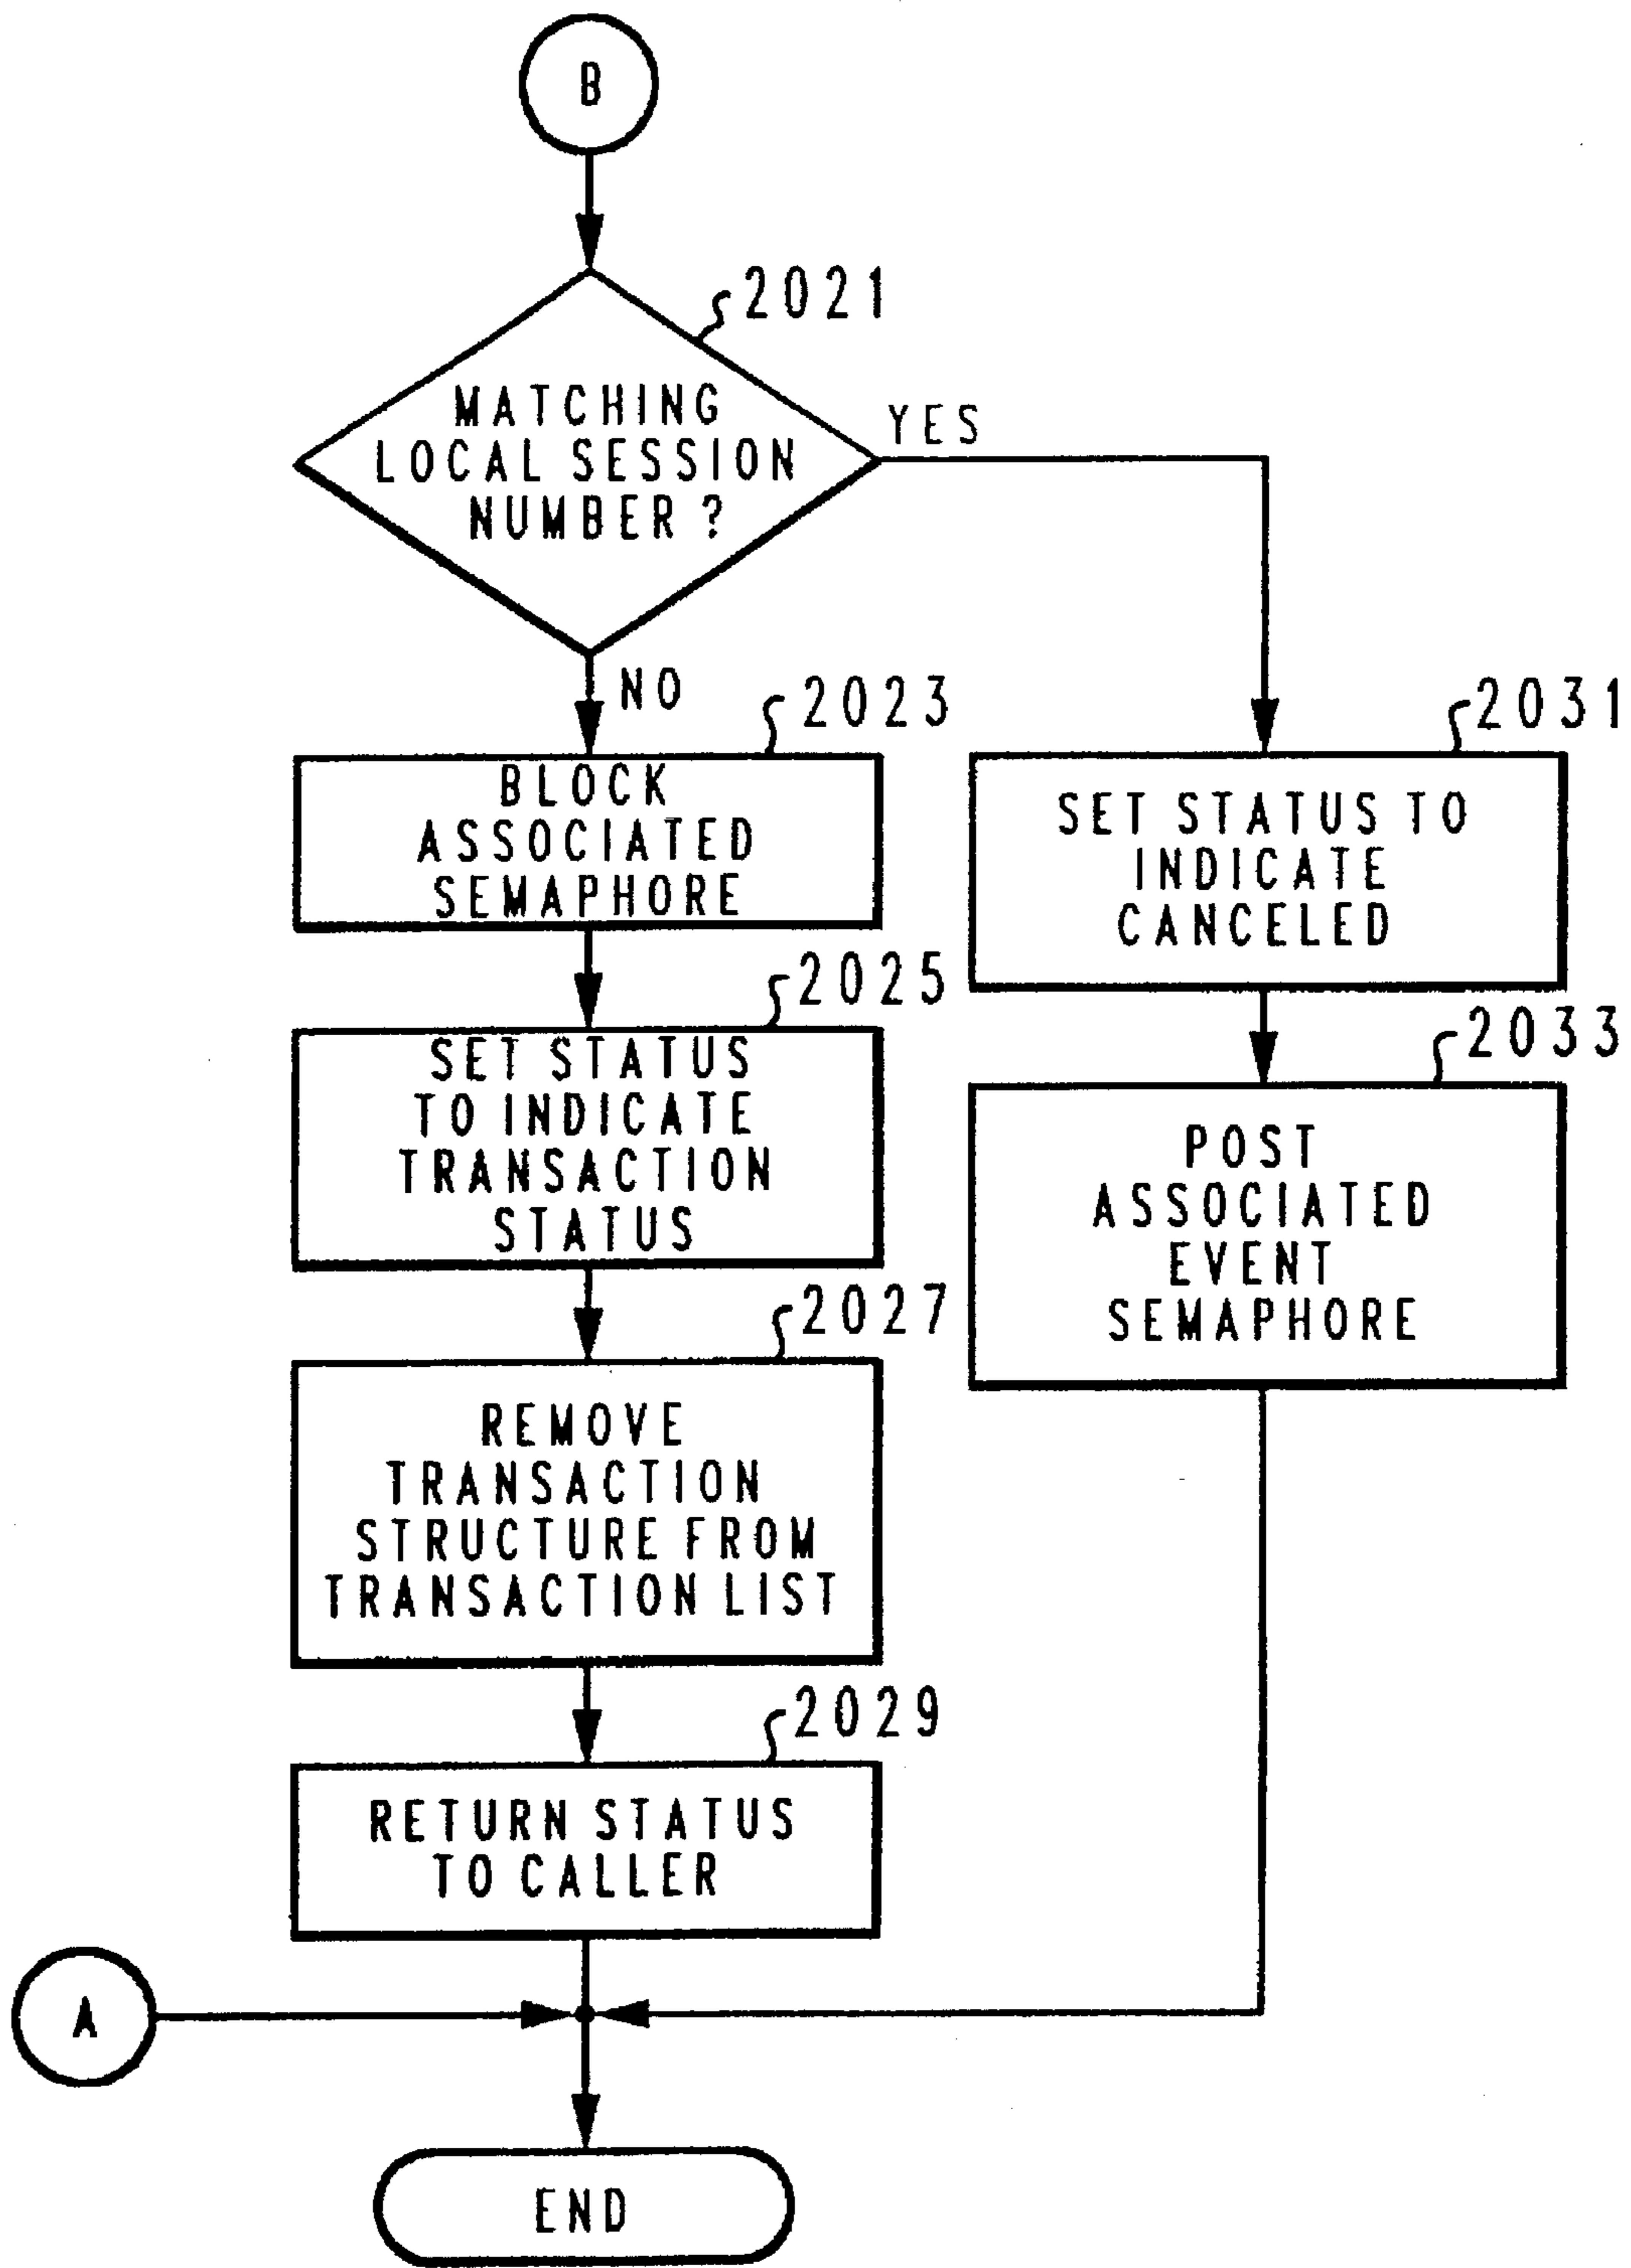 B
2021
MATCHING
LOCAL SESSION
NUMBER ?
YES
NO
2023
BLOCK
ASSOCIATED
SEMAPHORE
2025
SET STATUS
TO INDICATE
TRANSACTION
STATUS
2027
REMOVE
TRANSACTION
STRUCTURE FROM
TRANSACTION LIST
2029
RETURN STATUS
TO CALLER
2031
SET STATUS TO
INDICATE
CANCELED
2033
POST
ASSOCIATED
EVENT
SEMAPHORE
A
END